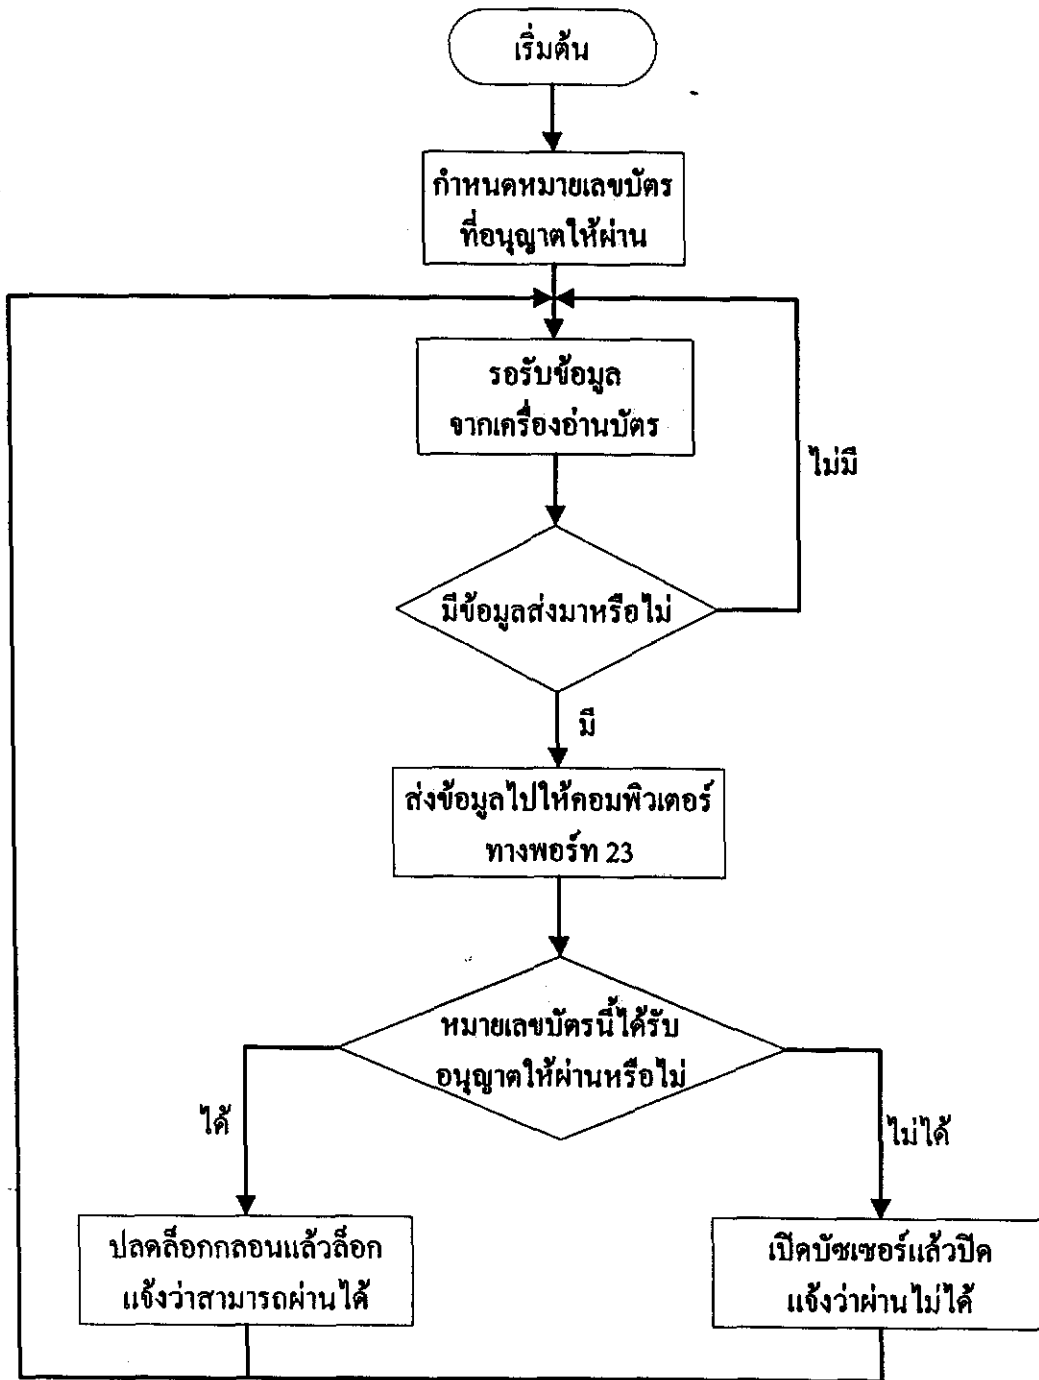 เริ่มต้น
กำหนดหมายเลขบัตร
ที่อนุญาตให้ผ่าน
รอรับข้อมูล
จากเครื่องอ่านบัตร
ไม่มี
มีข้อมูลส่งมาหรือไม่
มี
ส่งข้อมูลไปให้คอมพิวเตอร์
ทางพอร์ท 23
หมายเลขบัตรนี้ได้รับ
อนุญาตให้ผ่านหรือไม่
ได้
ไม่ได้
ปลดล็อกกลอนแล้วล็อก
แจ้งว่าสามารถผ่านได้
เปิดบัซเซอร์แล้วปิด
แจ้งว่าผ่านไม่ได้